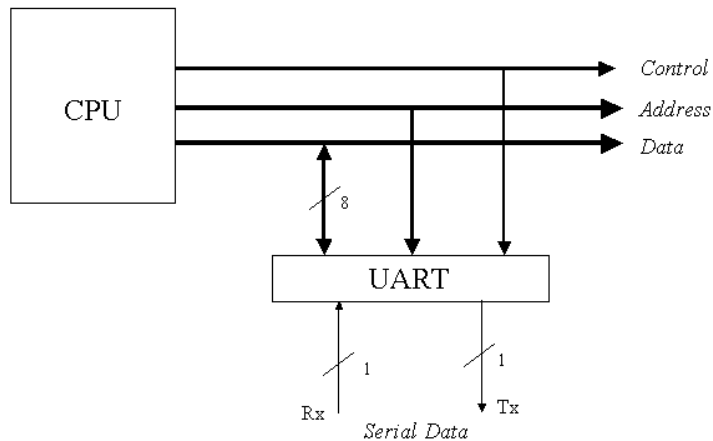 CPU
Control
Address
Data
8
UART
1
1
Rx
Tx
Serial Data